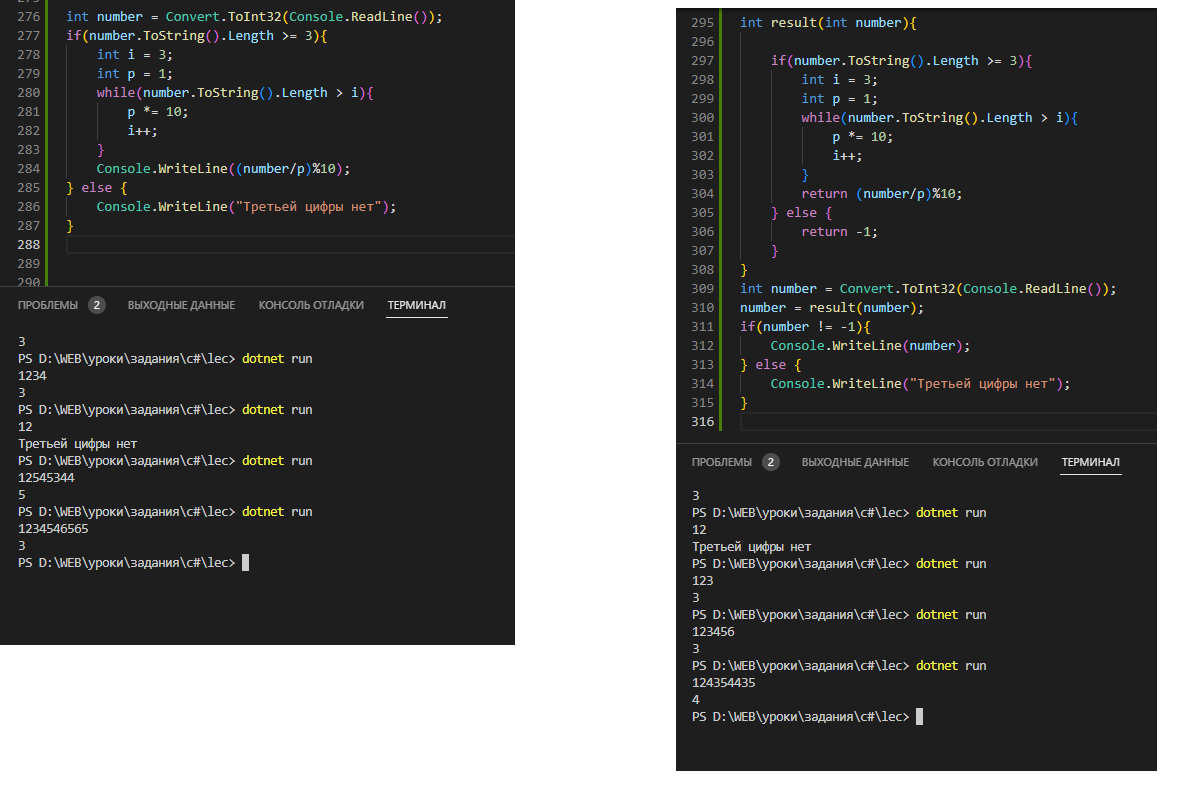 275
276 int number = Convert.ToInt32(Console.ReadLine());
277 if(number.ToString().Length >= 3){
278 int i = 3;
279 int p = 1;
280 while(number.ToString().Length > i){
281 p *= 10;
282 i++;
283 }
284 Console.WriteLine((number/p)%10);
285 } else {
286 Console.WriteLine("Третьей цифры нет");
287 }
288
289
290
ПРОБЛЕМЫ 2 ВЫХОДНЫЕ ДАННЫЕ КОНСОЛЬ ОТЛАДКИ ТЕРМИНАЛ
3
PS D:\WEB\уроки\задания\c#\lec> dotnet run
1234
3
PS D:\WEB\уроки\задания\c#\lec> dotnet run
12
Третьей цифры нет
PS D:\WEB\уроки\задания\c#\lec> dotnet run
12545344
5
PS D:\WEB\уроки\задания\c#\lec> dotnet run
1234546565
3
PS D:\WEB\уроки\задания\c#\lec>
295 int result(int number){
296
297 if(number.ToString().Length >= 3){
298 int i = 3;
299 int p = 1;
300 while(number.ToString().Length > i){
301 p *= 10;
302 i++;
303 }
304 return (number/p)%10;
305 } else {
306 return -1;
307 }
308 }
309 int number = Convert.ToInt32(Console.ReadLine());
310 number = result(number);
311 if(number != -1){
312 Console.WriteLine(number);
313 } else {
314 Console.WriteLine("Третьей цифры нет");
315 }
316
ПРОБЛЕМЫ 2 ВЫХОДНЫЕ ДАННЫЕ КОНСОЛЬ ОТЛАДКИ ТЕРМИНАЛ
3
PS D:\WEB\уроки\задания\c#\lec> dotnet run
12
Третьей цифры нет
PS D:\WEB\уроки\задания\c#\lec> dotnet run
123
3
PS D:\WEB\уроки\задания\c#\lec> dotnet run
123456
3
PS D:\WEB\уроки\задания\c#\lec> dotnet run
124354435
4
PS D:\WEB\уроки\задания\c#\lec>